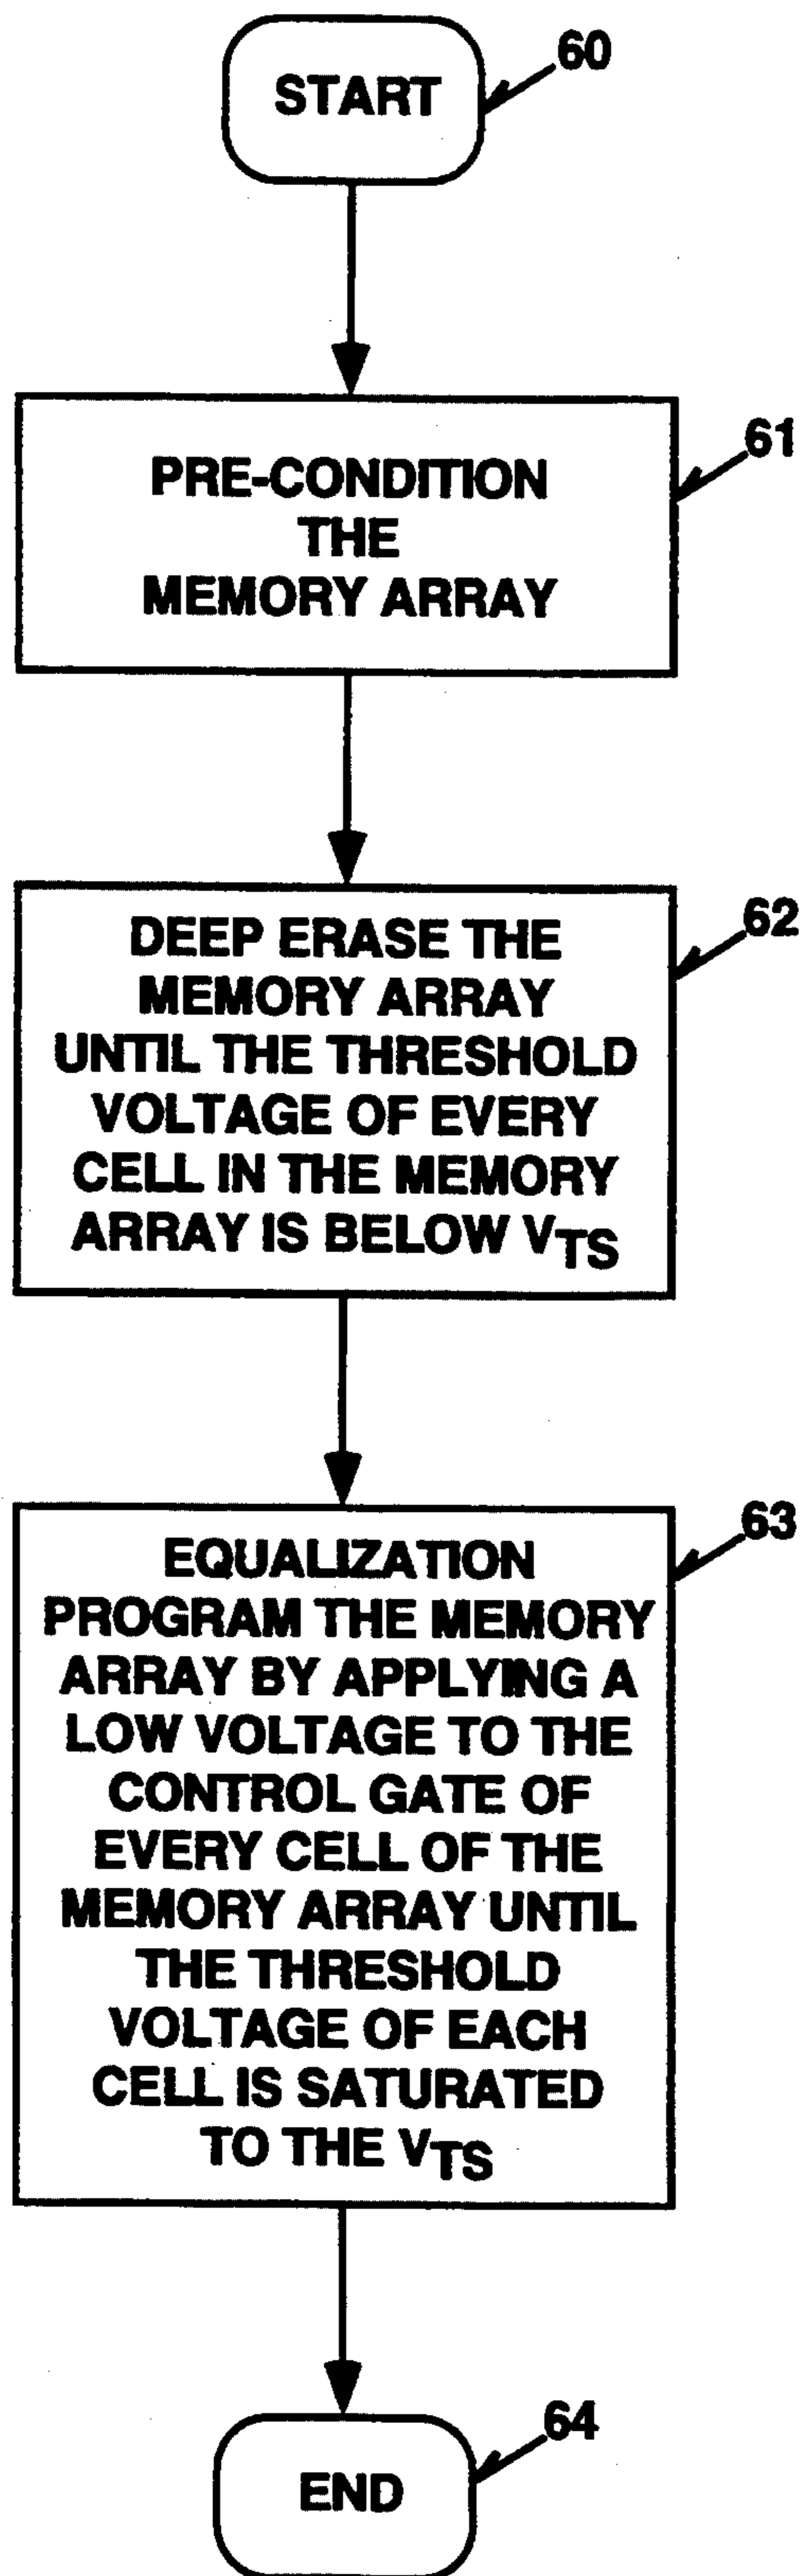 START
60
PRE-CONDITION
THE
MEMORY ARRAY
61
DEEP ERASE THE
MEMORY ARRAY
UNTIL THE THRESHOLD
VOLTAGE OF EVERY
CELL IN THE MEMORY
ARRAY IS BELOW VTS
62
EQUALIZATION
PROGRAM THE MEMORY
ARRAY BY APPLYING A
LOW VOLTAGE TO THE
CONTROL GATE OF
EVERY CELL OF THE
MEMORY ARRAY UNTIL
THE THRESHOLD
VOLTAGE OF EACH
CELL IS SATURATED
TO THE VTS
63
END
64